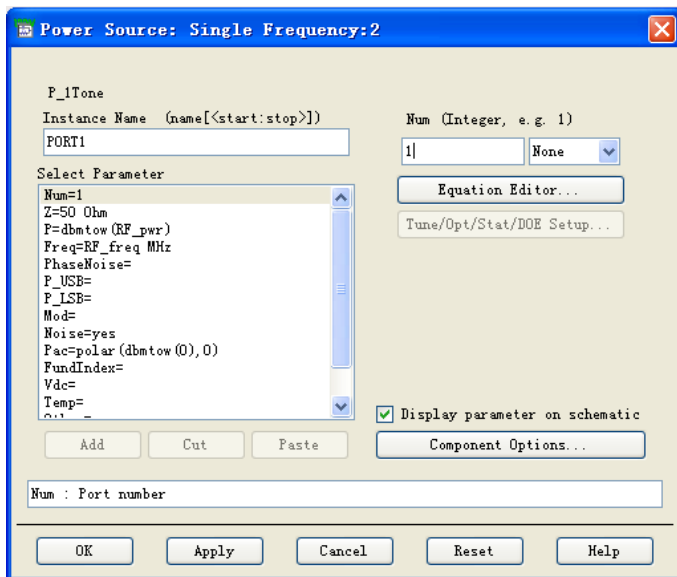 Power Source: Single Frequency:2
P_1Tone
Instance Name (name[<start:stop>])
PORT1
Num (Integer, e.g. 1)
1
None
Select Parameter
Num=1
Z=50 Ohm
P=dbmtow(RF_pwr)
Freq=RF_freq MHz
PhaseNoise=
P_USB=
P_LSB=
Mod=
Noise=yes
Pac=polar(dbmtow(0),0)
FundIndex=
Vdc=
Temp=
Equation Editor...
Tune/Opt/Stat/DOE Setup...
Display parameter on schematic
Add
Cut
Paste
Component Options...
Num : Port number
OK
Apply
Cancel
Reset
Help